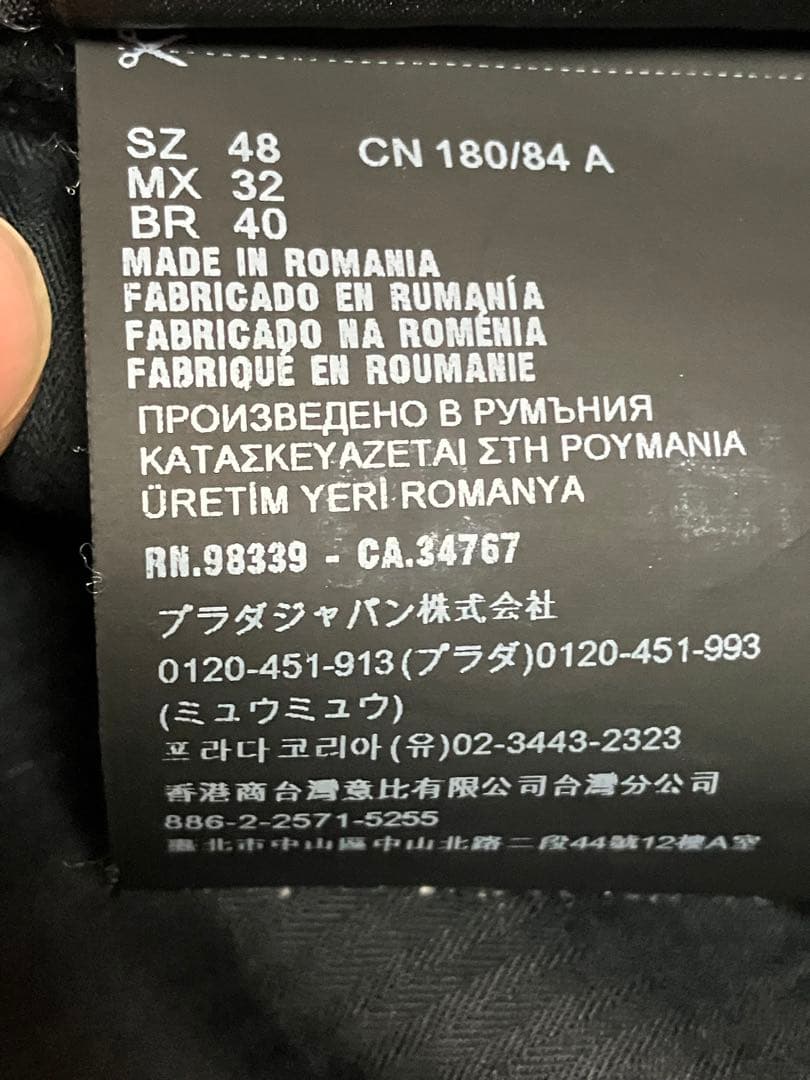 SZ 48 CN 180/84 A
MX 32
BR 40
MADE IN ROMANIA
FABRICADO EN RUMANÍA
FABRICADO NA ROMÉNIA
FABRIQUÉ EN ROUMANIE
ПРОИЗВЕДЕНО В РУМЪНИЯ
ΚΑΤΑΣΚΕΥΑΖΕΤΑΙ ΣΤΗ ΡΟΥΜΑΝΙΑ
ÜRETİM YERİ ROMANYA
RN.98339 - CA.34767
プラダジャパン株式会社
0120-451-913(プラダ)0120-451-993
(ミュウミュウ)
프라다코리아(유)02-3443-2323
香港商台灣意比有限公司台灣分公司
886-2-2571-5255
臺北市中山區中山北路二段44號12樓A室